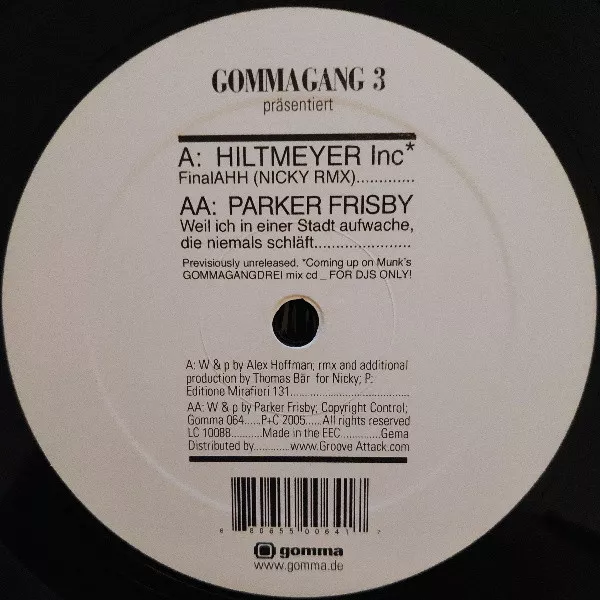 GOMMAGANG 3
präsentiert
A: HILTMEYER Inc*
FinalAHH (NICKY RMX).............
AA: PARKER FRISBY
Weil ich in einer Stadt aufwache,
die niemals schläft......................
Previsiously unreleased. *Coming up on Munk's
GOMMAGANGDREI mix cd _ FOR DJS ONLY!
A: W & p by Alex Hoffman; rmx and additional
production by Thomas Bär for Nicky; P:
Editione Mirafiori 131..............................
AA: W & p by Parker Frisby; Copyright Control;
Gomma 064.....P+C 2005.....All rights reserved
LC 10088..........Made in the EEC............Gema
Distributed by...........www.Groove Attack.com
6 80655 00641 2
gomma
www.gomma.de